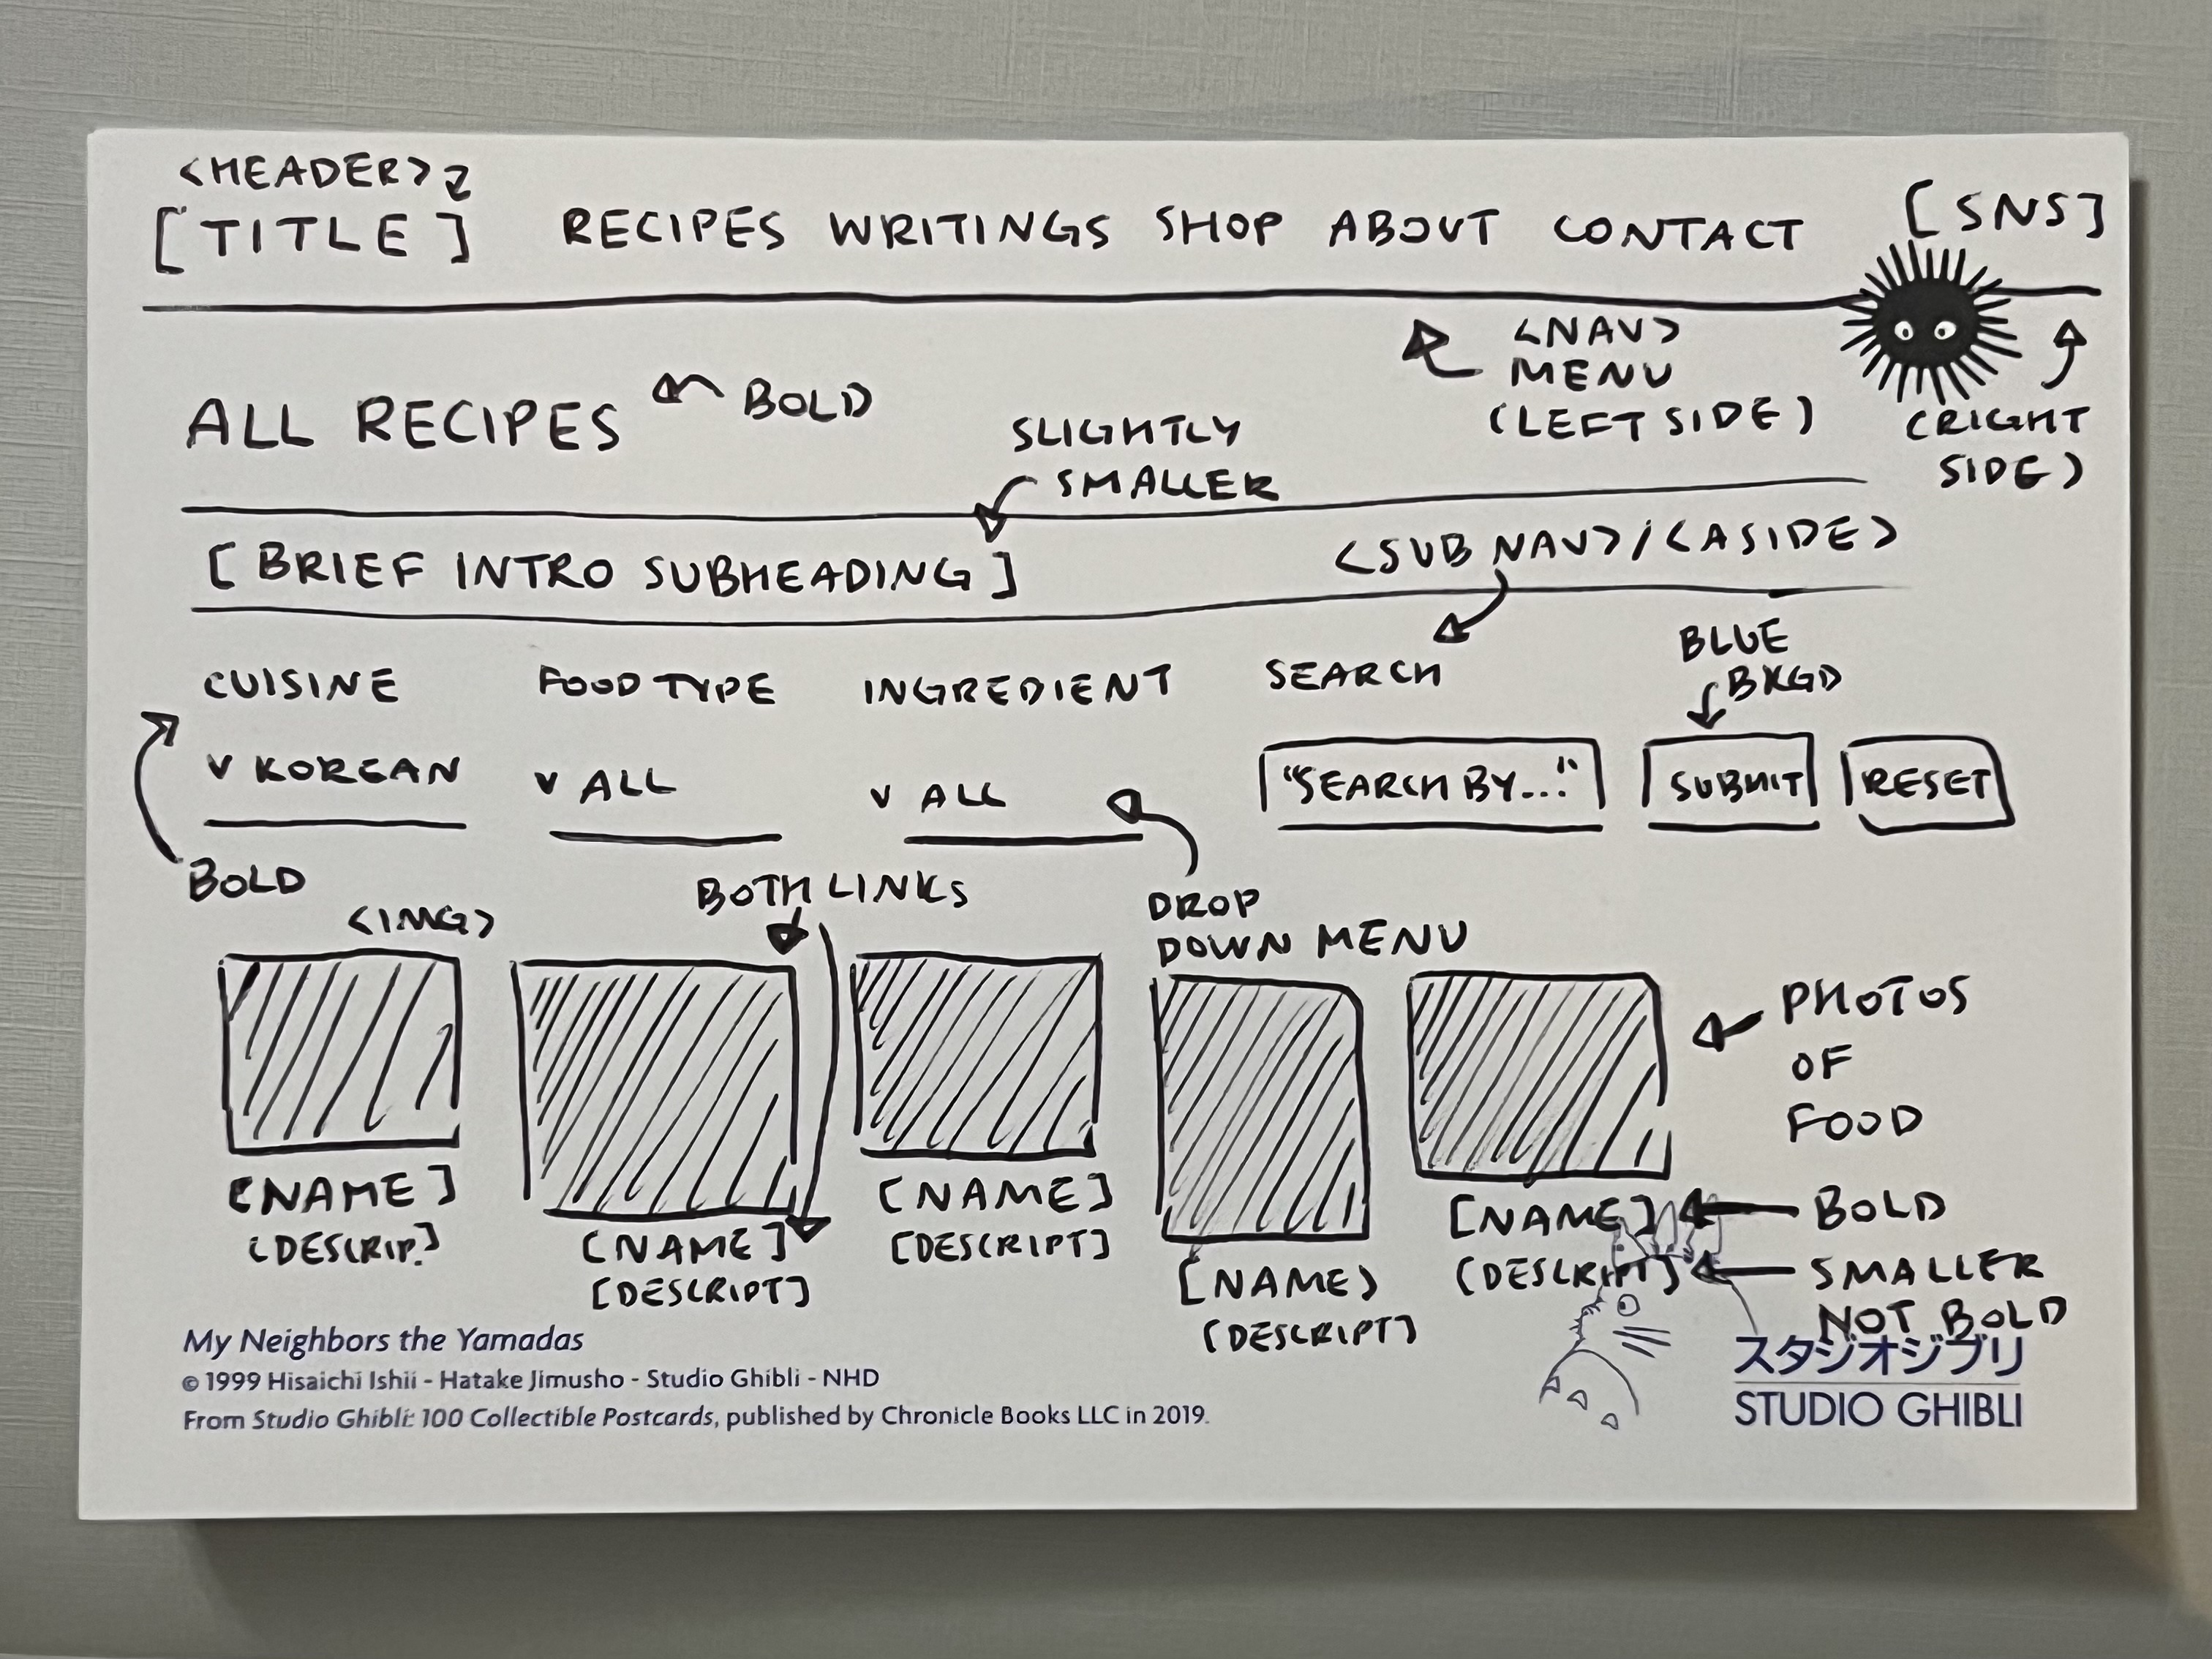 <HEADER>
[TITLE] RECIPES WRITINGS SHOP ABOUT CONTACT [SNS]
<NAV>
MENU
(LEFT SIDE)
(RIGHT
SIDE)
ALL RECIPES
BOLD
SLIGHTLY
SMALLER
[BRIEF INTRO SUBHEADING]
<SUB NAV>/<ASIDE>
CUISINE FOOD TYPE INGREDIENT SEARCH
BLUE
BKGD
v KOREAN v ALL v ALL "SEARCH BY..." SUBMIT RESET
BOLD
BOTH LINKS
DROP
DOWN MENU
<IMG>
PHOTOS
OF
FOOD
[NAME] [NAME] [NAME] [NAME) [NAME]
[DESCRIP.] [DESCRIPT] [DESCRIPT] [DESCRIPT] [DESCRIPT]
BOLD
SMALLER
NOT BOLD
My Neighbors the Yamadas
© 1999 Hisaichi Ishii - Hatake Jimusho - Studio Ghibli - NHD
From Studio Ghibli: 100 Collectible Postcards, published by Chronicle Books LLC in 2019.
スタジオジブリ
STUDIO GHIBLI